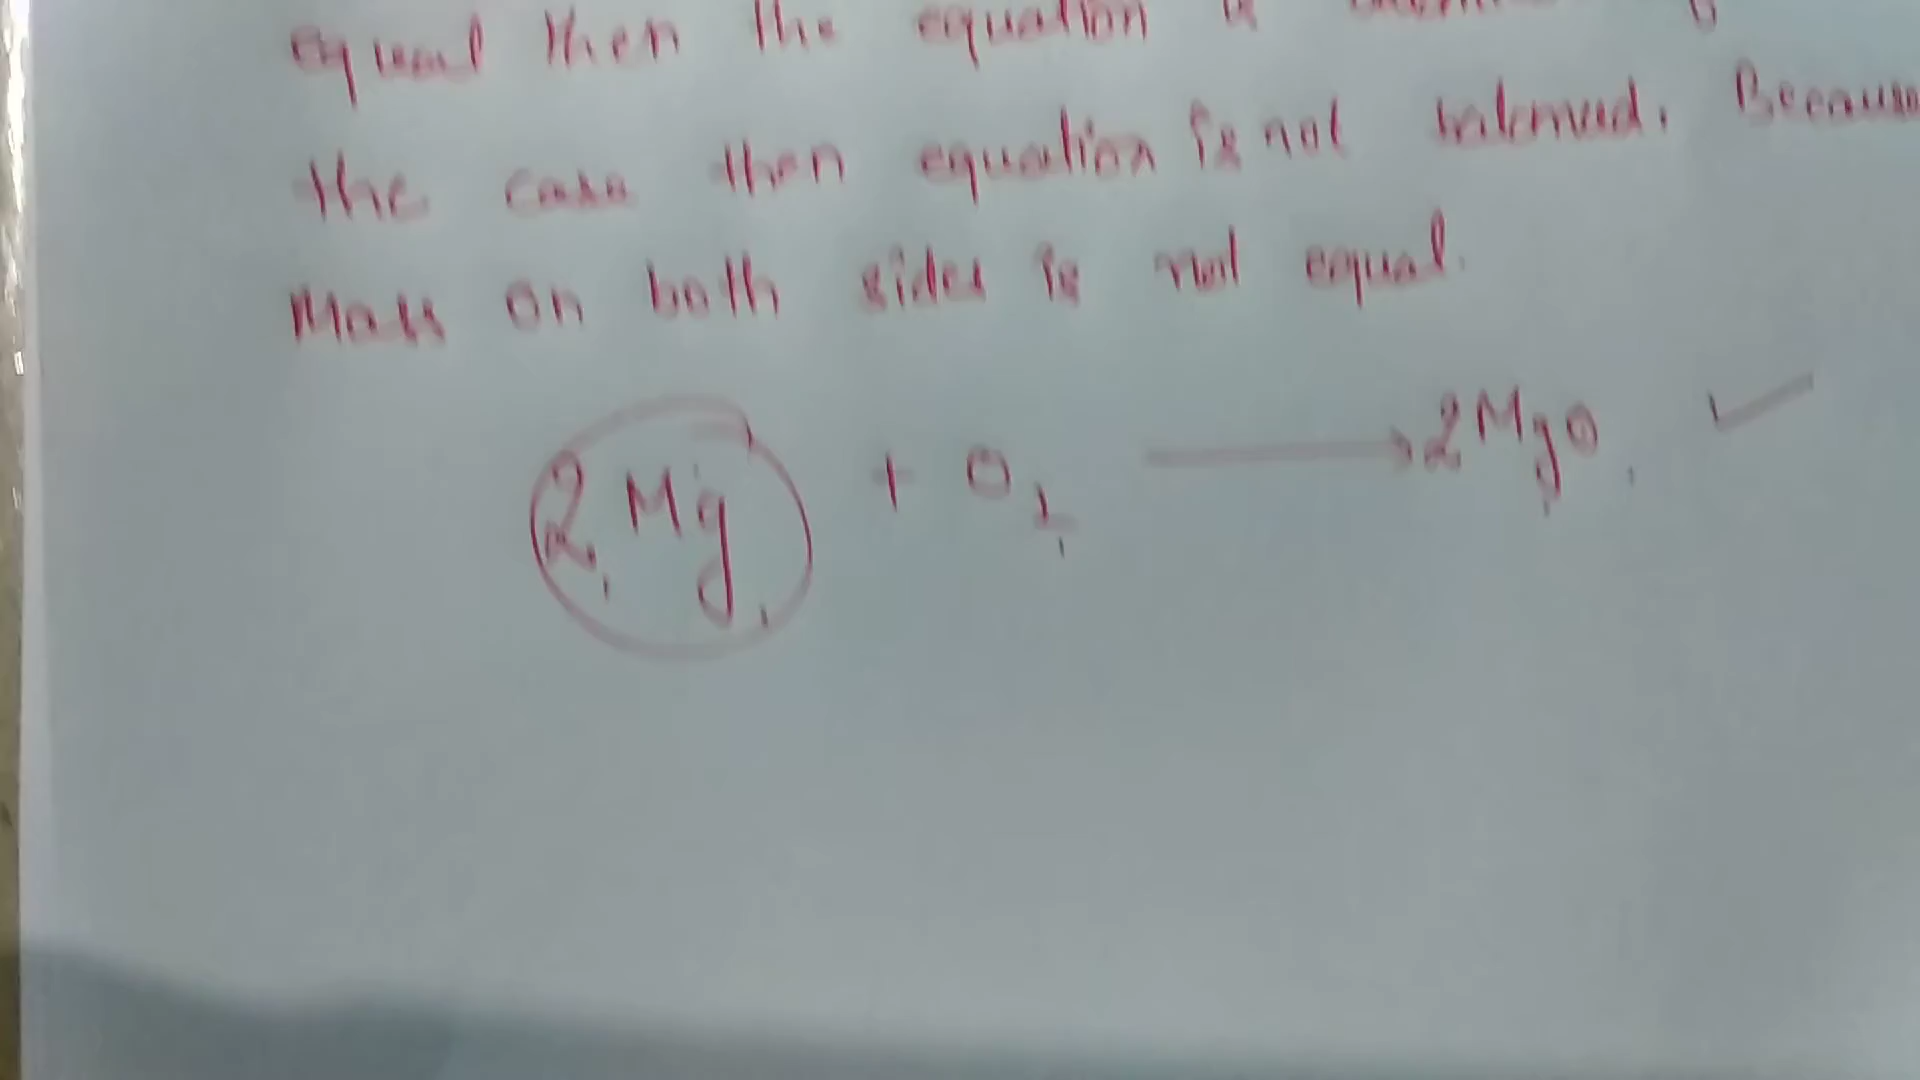 equal then the equation is
the case then equation is not balanced. Because
Mass on both sides is not equal.
2Mg + O₂ → 2MgO ✓